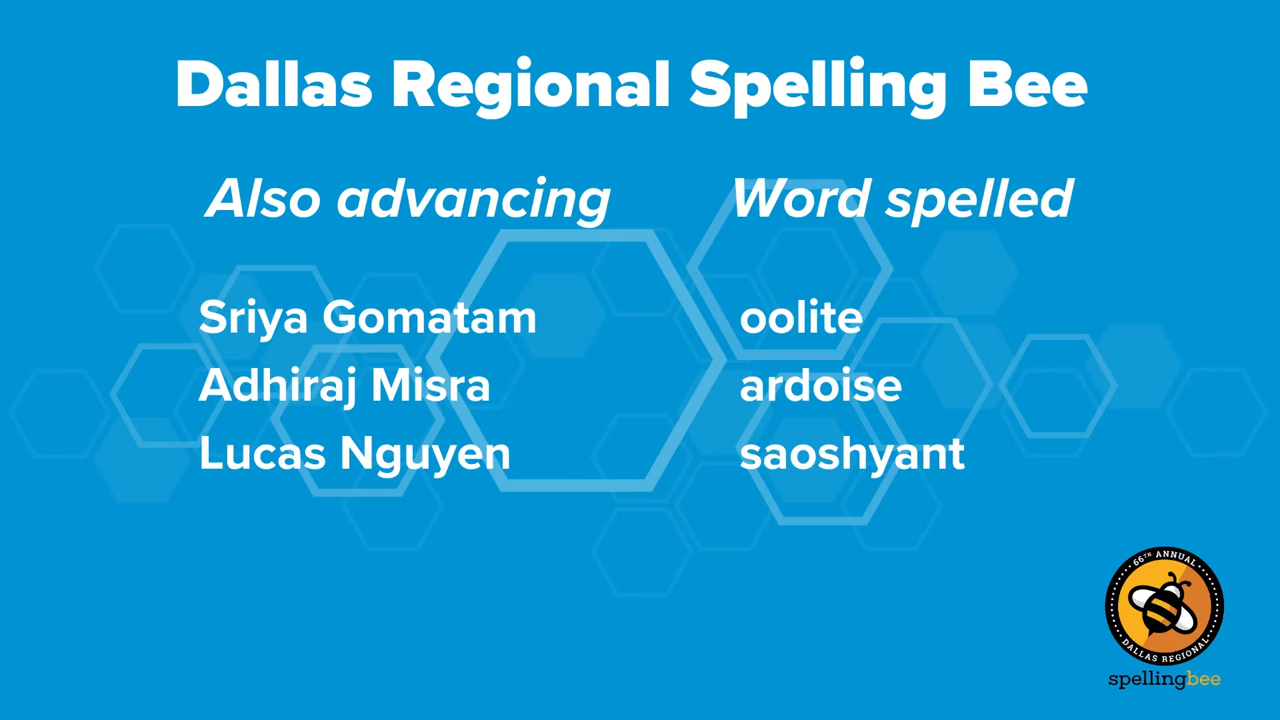 Dallas Regional Spelling Bee
Also advancing Word spelled
Sriya Gomatam oolite
Adhiraj Misra ardoise
Lucas Nguyen saoshyant
66TH ANNUAL
DALLAS REGIONAL
spellingbee